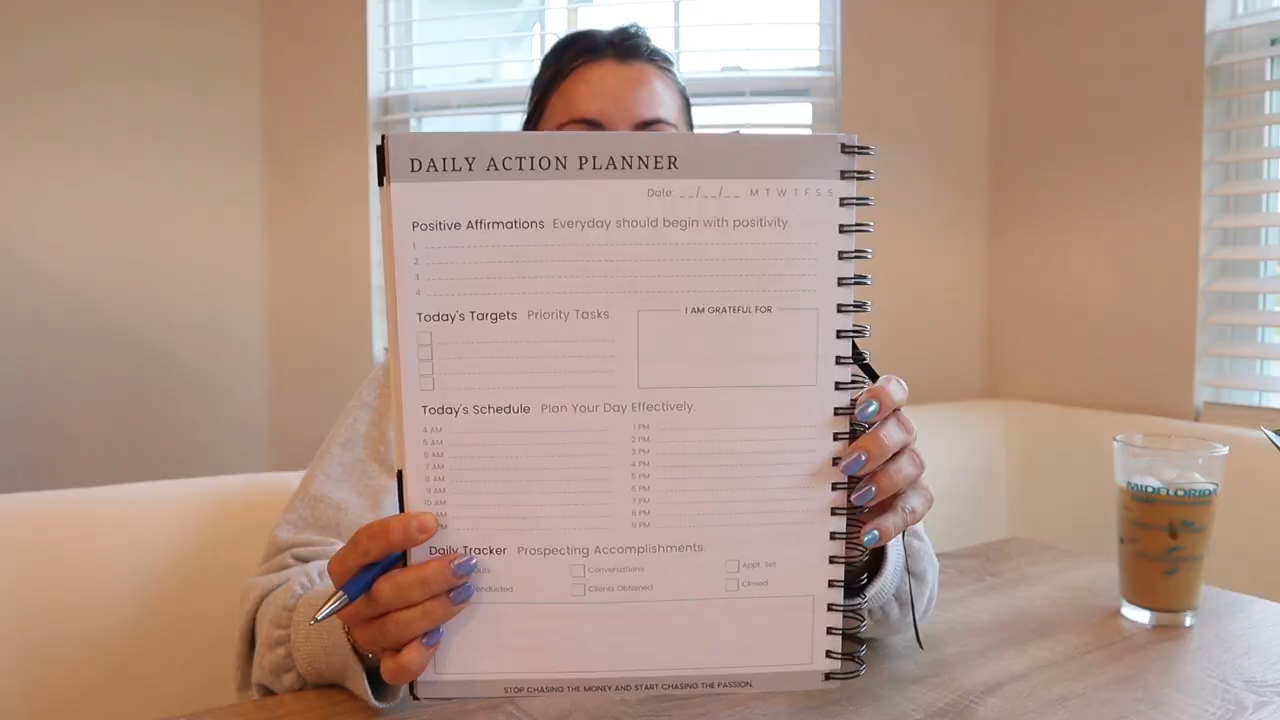 DAILY ACTION PLANNER
Date: __/__/__ M T W T F S S
Positive Affirmations Everyday should begin with positivity.
1
2
3
4
Today's Targets Priority Tasks.
I AM GRATEFUL FOR
Today's Schedule Plan Your Day Effectively.
4 AM 1 PM
5 AM 2 PM
6 AM 3 PM
7 AM 4 PM
8 AM 5 PM
9 AM 6 PM
10 AM 7 PM
AM 8 PM
PM 9 PM
Daily Tracker Prospecting Accomplishments.
Conversations Appt. Set
Clients Obtained Closed
STOP CHASING THE MONEY AND START CHASING THE PASSION.
MIDFLORIDA